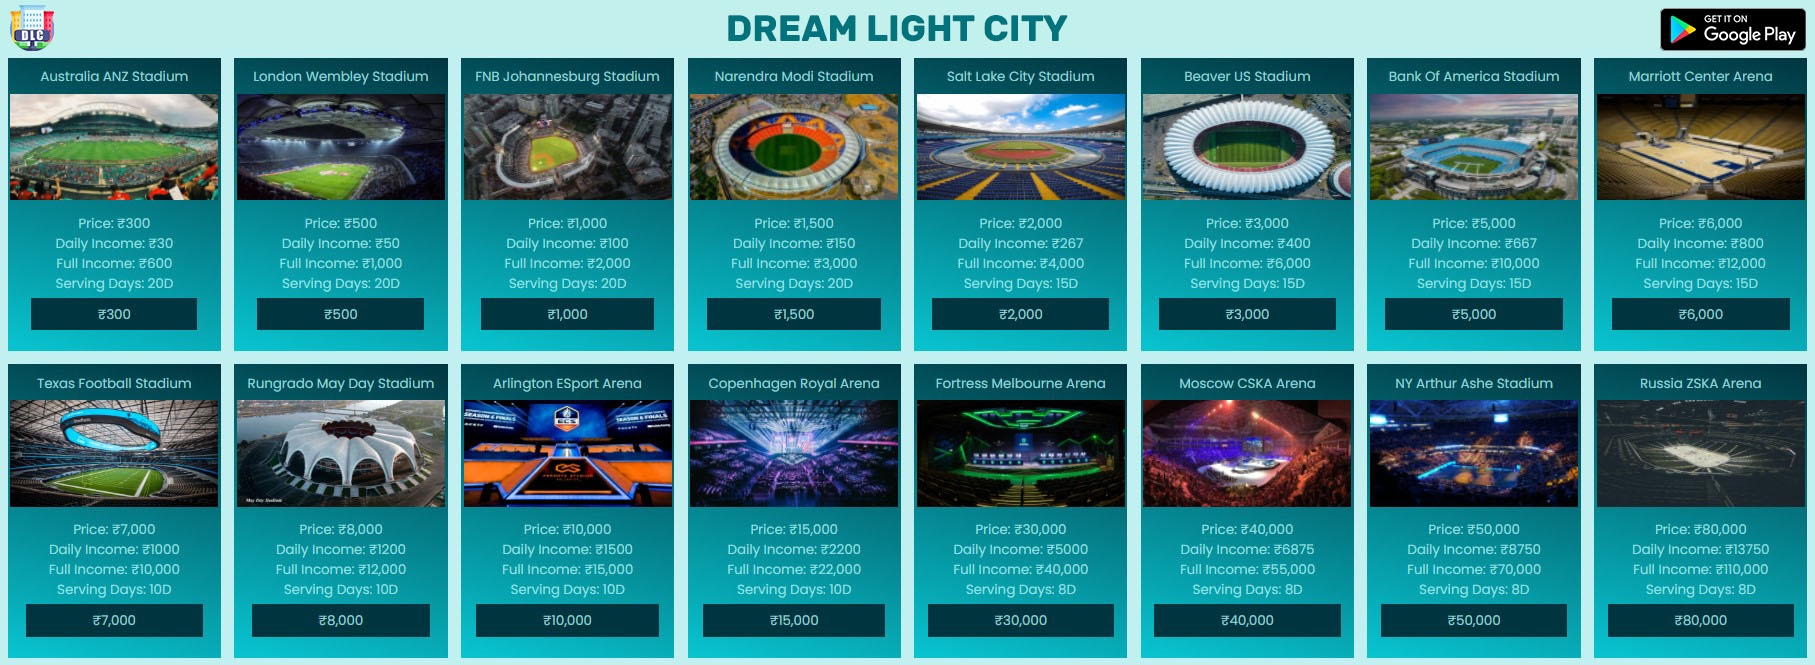 DLC
DREAM LIGHT CITY
GET IT ON
Google Play
Australia ANZ Stadium
Price: ₹300
Daily Income: ₹30
Full Income: ₹600
Serving Days: 20D
₹300
London Wembley Stadium
Price: ₹500
Daily Income: ₹50
Full Income: ₹1,000
Serving Days: 20D
₹500
FNB Johannesburg Stadium
Price: ₹1,000
Daily Income: ₹100
Full Income: ₹2,000
Serving Days: 20D
₹1,000
Narendra Modi Stadium
Price: ₹1,500
Daily Income: ₹150
Full Income: ₹3,000
Serving Days: 20D
₹1,500
Salt Lake City Stadium
Price: ₹2,000
Daily Income: ₹267
Full Income: ₹4,000
Serving Days: 15D
₹2,000
Beaver US Stadium
Price: ₹3,000
Daily Income: ₹400
Full Income: ₹6,000
Serving Days: 15D
₹3,000
Bank Of America Stadium
Price: ₹5,000
Daily Income: ₹667
Full Income: ₹10,000
Serving Days: 15D
₹5,000
Marriott Center Arena
Price: ₹6,000
Daily Income: ₹800
Full Income: ₹12,000
Serving Days: 15D
₹6,000
Texas Football Stadium
Price: ₹7,000
Daily Income: ₹1000
Full Income: ₹10,000
Serving Days: 10D
₹7,000
Rungrado May Day Stadium
May Day Stadium
Price: ₹8,000
Daily Income: ₹1200
Full Income: ₹12,000
Serving Days: 10D
₹8,000
Arlington ESport Arena
SEASON 6 FINALS
ECS
Price: ₹10,000
Daily Income: ₹1500
Full Income: ₹15,000
Serving Days: 10D
₹10,000
Copenhagen Royal Arena
Price: ₹15,000
Daily Income: ₹2200
Full Income: ₹22,000
Serving Days: 10D
₹15,000
Fortress Melbourne Arena
Price: ₹30,000
Daily Income: ₹5000
Full Income: ₹40,000
Serving Days: 8D
₹30,000
Moscow CSKA Arena
Price: ₹40,000
Daily Income: ₹6875
Full Income: ₹55,000
Serving Days: 8D
₹40,000
NY Arthur Ashe Stadium
Price: ₹50,000
Daily Income: ₹8750
Full Income: ₹70,000
Serving Days: 8D
₹50,000
Russia ZSKA Arena
Price: ₹80,000
Daily Income: ₹13750
Full Income: ₹110,000
Serving Days: 8D
₹80,000